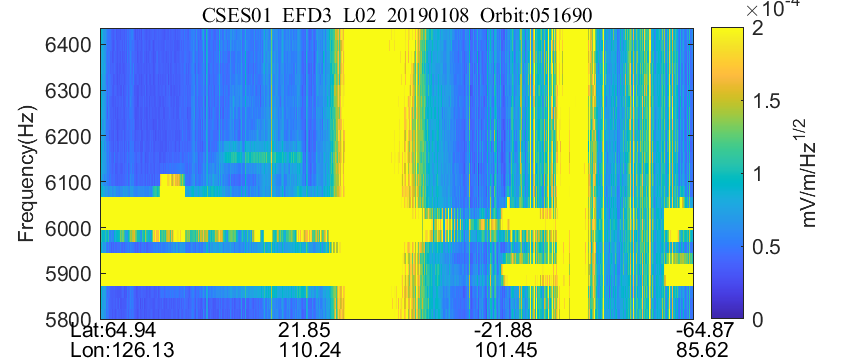 CSES01 EFD3 L02 20190108 Orbit:051690
×10-4
6400
6300
6200
6100
6000
5900
5800
Frequency(Hz)
Lat:64.94 21.85 -21.88 -64.87
Lon:126.13 110.24 101.45 85.62
2
1.5
1
0.5
0
mV/m/Hz1/2